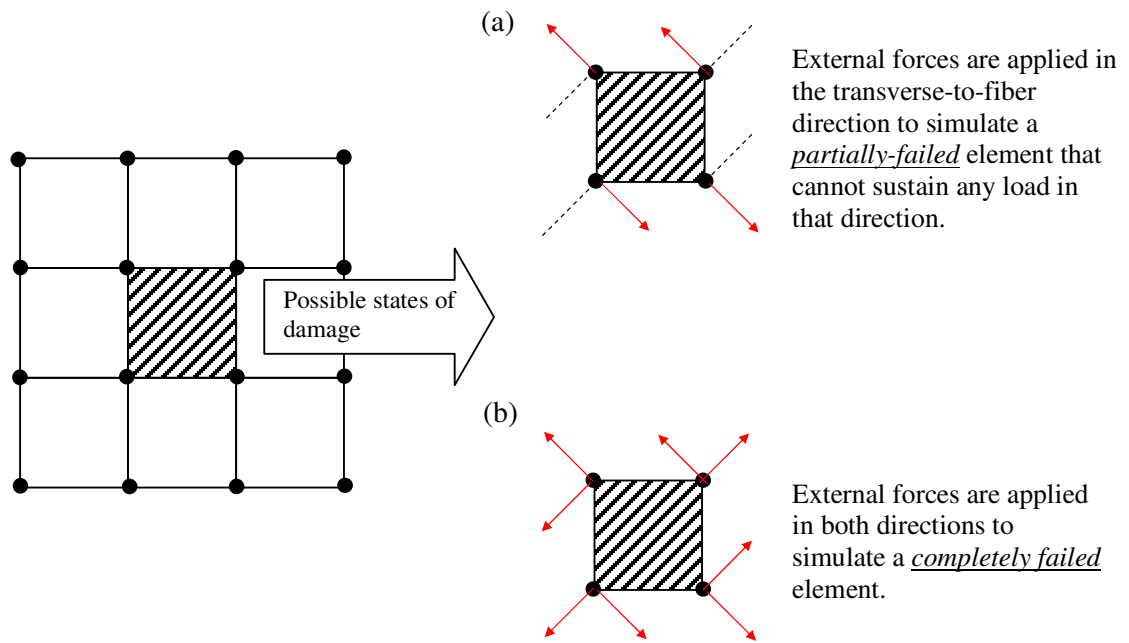 (a)
External forces are applied in
the transverse-to-fiber
direction to simulate a
partially-failed element that
cannot sustain any load in
that direction.
Possible states of
damage
(b)
External forces are applied
in both directions to
simulate a completely failed
element.